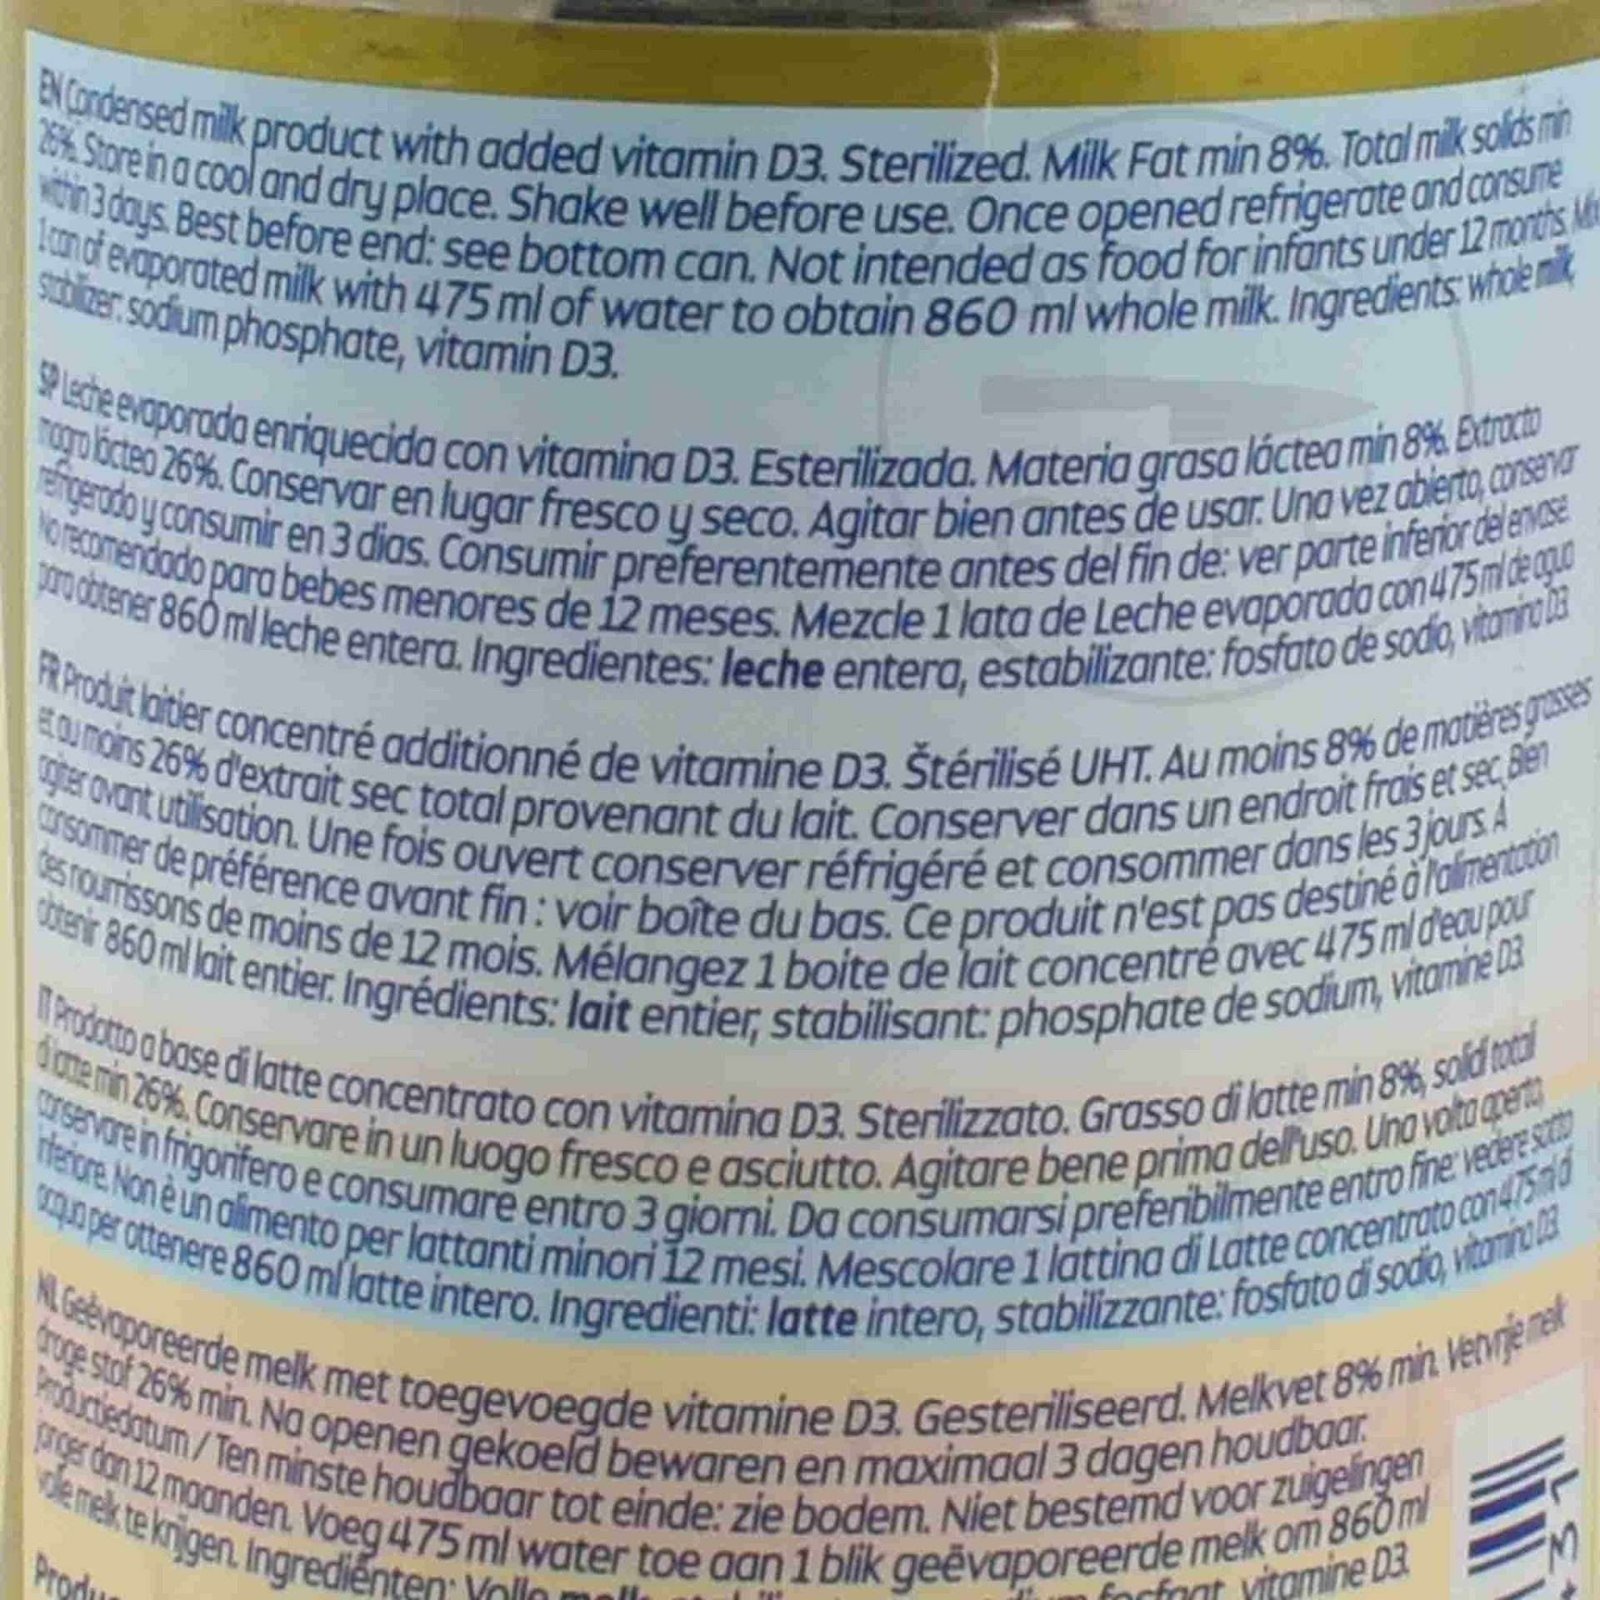 EN Condensed milk product with added vitamin D3. Sterilized. Milk Fat min 8%. Total milk solids min
26%. Store in a cool and dry place. Shake well before use. Once opened refrigerate and consume
within 3 days. Best before end: see bottom can. Not intended as food for infants under 12 months. Mix
1 can of evaporated milk with 475 ml of water to obtain 860 ml whole milk. Ingredients: whole milk,
stabilizer: sodium phosphate, vitamin D3.
SP Leche evaporada enriquecida con vitamina D3. Esterilizada. Materia grasa láctea min 8%. Extracto
magro lácteo 26%. Conservar en lugar fresco y seco. Agitar bien antes de usar. Una vez abierto, conservar
refrigerado y consumir en 3 dias. Consumir preferentemente antes del fin de: ver parte inferior del envase.
No recomendado para bebes menores de 12 meses. Mezcle 1 lata de Leche evaporada con 475 ml de agua
para obtener 860 ml leche entera. Ingredientes: leche entera, estabilizante: fosfato de sodio, vitamina D3.
FR Produit laitier concentré additionné de vitamine D3. Štérilisé UHT. Au moins 8% de matières grasses
et au moins 26% d'extrait sec total provenant du lait. Conserver dans un endroit frais et sec, Bien
agiter avant utilisation. Une fois ouvert conserver réfrigéré et consommer dans les 3 jours. À
consommer de préférence avant fin : voir boîte du bas. Ce produit n'est pas destiné à l'alimentation
des nourrissons de moins de 12 mois. Mélangez 1 boite de lait concentré avec 475 ml d'eau pour
obtenir 860 ml lait entier. Ingrédients: lait entier, stabilisant: phosphate de sodium, vitamine D3.
IT Prodotto a base di latte concentrato con vitamina D3. Sterilizzato. Grasso di latte min 8%, solidi totali
di latte min 26%. Conservare in un luogo fresco e asciutto. Agitare bene prima dell'uso. Una volta aperto,
conservare in frigorifero e consumare entro 3 giorni. Da consumarsi preferibilmente entro fine: vedere sotto
inferiore. Non è un alimento per lattanti minori 12 mesi. Mescolare 1 lattina di Latte concentrato con 475 ml di
acqua per ottenere 860 ml latte intero. Ingredienti: latte intero, stabilizzante: fosfato di sodio, vitamina D3.
NL Geëvaporeerde melk met toegevoegde vitamine D3. Gesteriliseerd. Melkvet 8% min. Vetvrije melk
droge stof 26% min. Na openen gekoeld bewaren en maximaal 3 dagen houdbaar.
Productiedatum / Ten minste houdbaar tot einde: zie bodem. Niet bestemd voor zuigelingen
jonger dan 12 maanden. Voeg 475 ml water toe aan 1 blik geëvaporeerde melk om 860 ml
volle melk te krijgen. Ingrediënten: Volle vitamine D3.